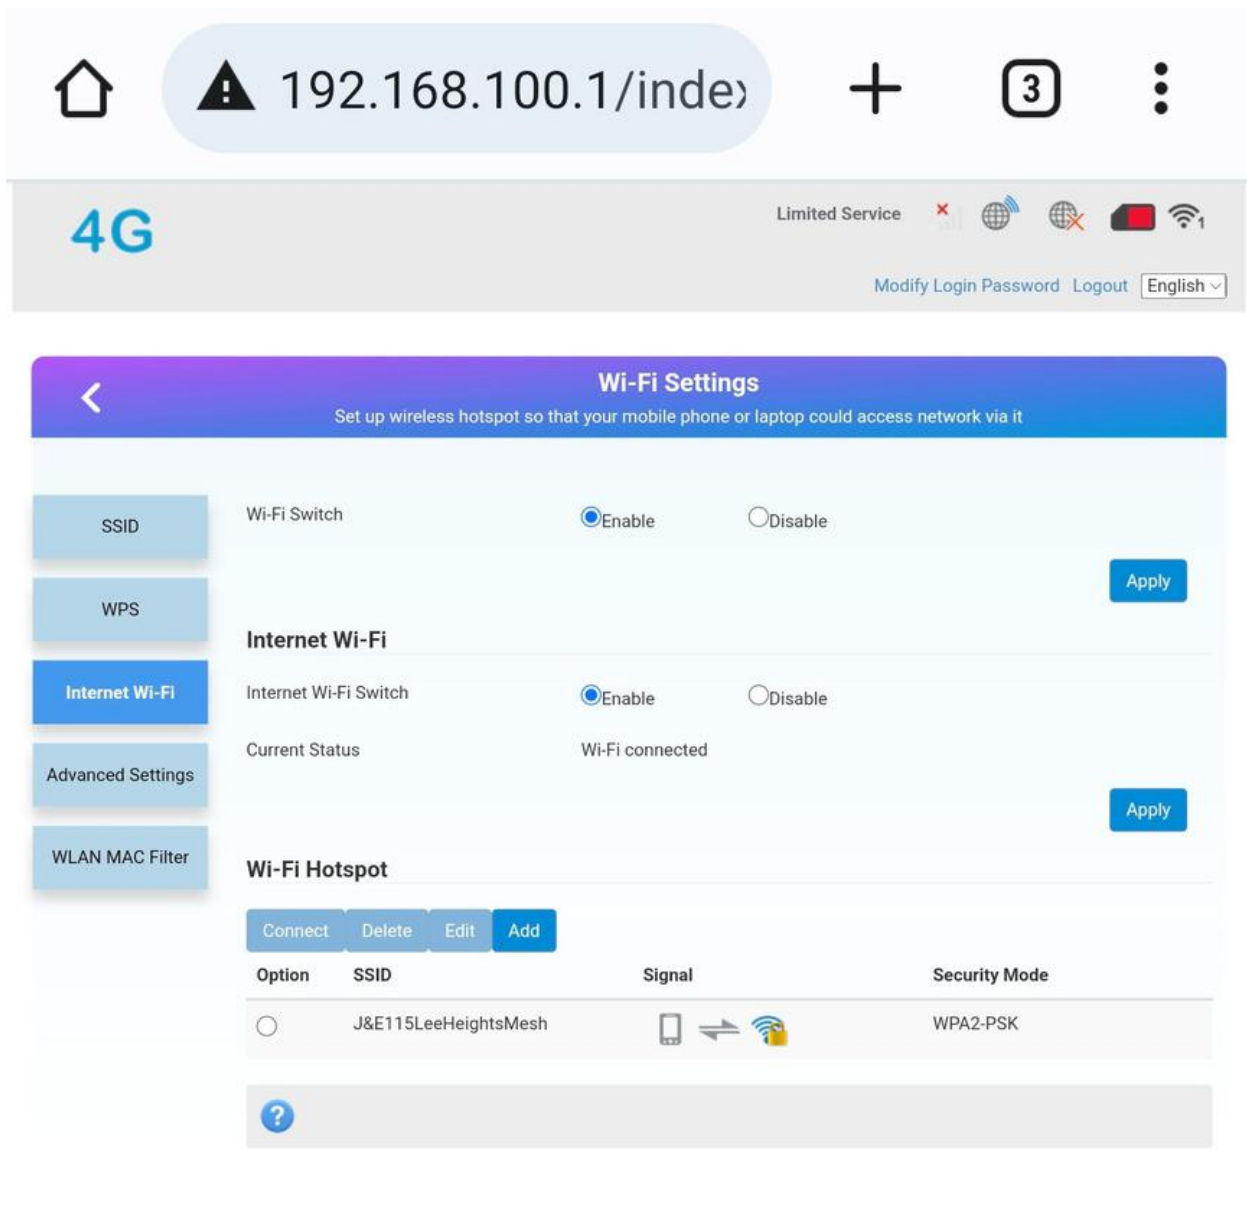 192.168.100.1/index
3
4G
Limited Service
1
Modify Login Password Logout English
Wi-Fi Settings
Set up wireless hotspot so that your mobile phone or laptop could access network via it
SSID
WPS
Internet Wi-Fi
Advanced Settings
WLAN MAC Filter
Wi-Fi Switch Enable Disable
Apply
Internet Wi-Fi
Internet Wi-Fi Switch Enable Disable
Current Status Wi-Fi connected
Apply
Wi-Fi Hotspot
Connect Delete Edit Add
Option SSID Signal Security Mode
J&E115LeeHeightsMesh WPA2-PSK
?